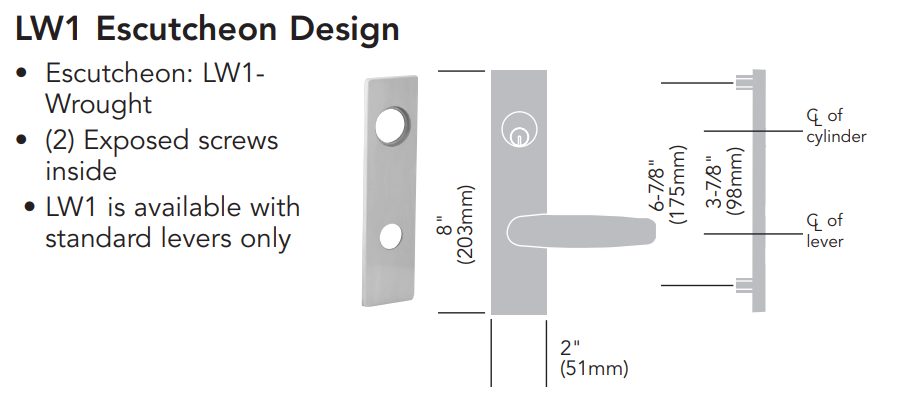 LW1 Escutcheon Design
• Escutcheon: LW1-
Wrought
• (2) Exposed screws
inside
• LW1 is available with
standard levers only
8"
(203mm)
2"
(51mm)
6-7/8"
(175mm)
3-7/8"
(98mm)
℄ of
cylinder
℄ of
lever